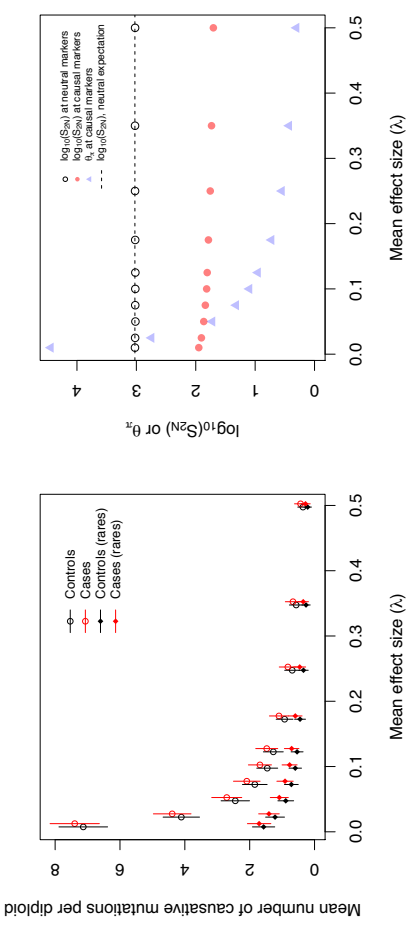 8
6
4
2
0
0.0
0.1
0.2
0.3
0.4
0.5
Mean effect size (λ)
Mean number of causative mutations per diploid
Controls
Cases
Controls (rares)
Cases (rares)
4
3
2
1
0
0.0
0.1
0.2
0.3
0.4
0.5
Mean effect size (λ)
log₁₀(S₂N) or θπ
log₁₀(S₂N) at neutral markers
log₁₀(S₂N) at causal markers
θπ at causal markers
log₁₀(S₂N), neutral expectation